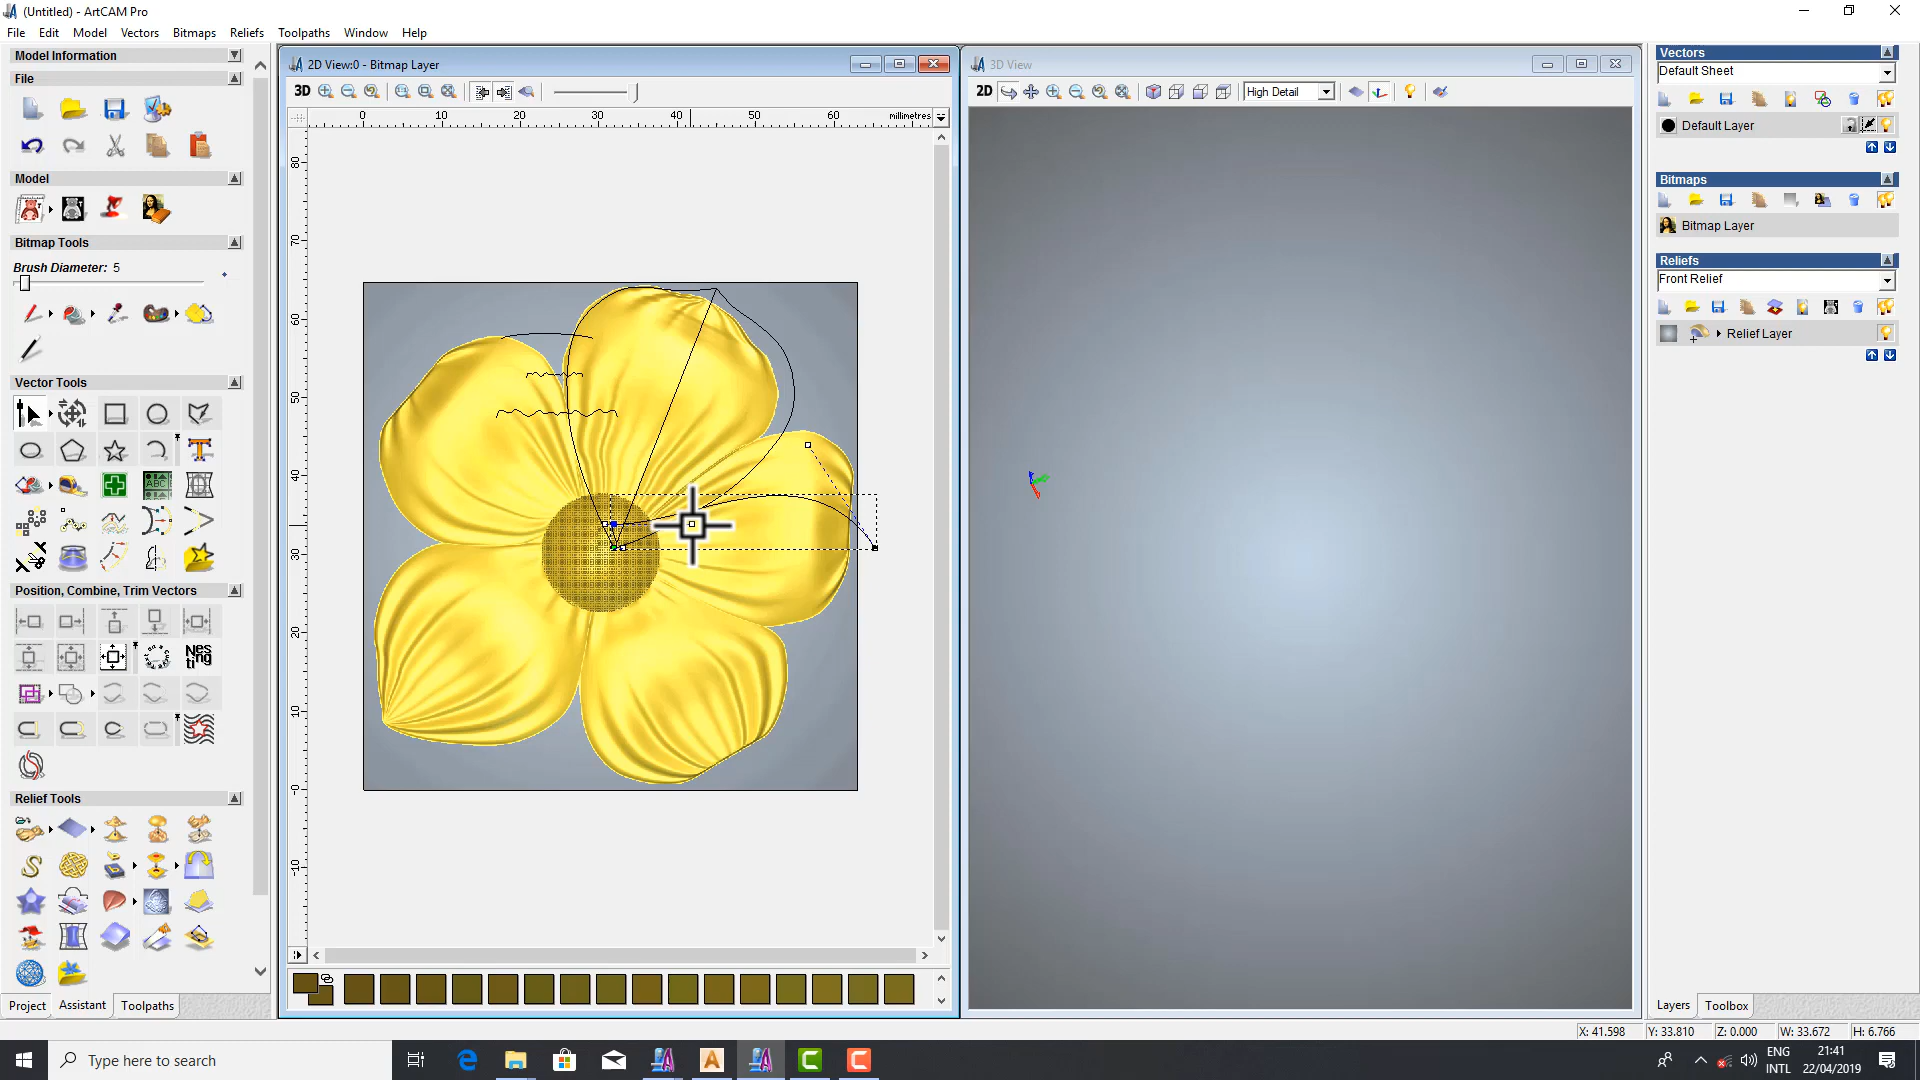 (Untitled) - ArtCAM Pro
File Edit Model Vectors Bitmaps Reliefs Toolpaths Window Help
Model Information
File
Model
Bitmap Tools
Brush Diameter: 5
Vector Tools
Position, Combine, Trim Vectors
Relief Tools
Project Assistant Toolpaths
2D View:0 - Bitmap Layer
3D
0 10 20 30 40 50 60 millimetres
80
70
60
50
40
30
20
10
-0
-10
T
ABC
Nes
ting
3D View
2D High Detail
Vectors
Default Sheet
Default Layer
Bitmaps
Bitmap Layer
Reliefs
Front Relief
Relief Layer
Layers Toolbox
X: 41.598 Y: 33.810 Z: 0.000 W: 33.672 H: 6.766
Type here to search
ENG
INTL
21:41
22/04/2019